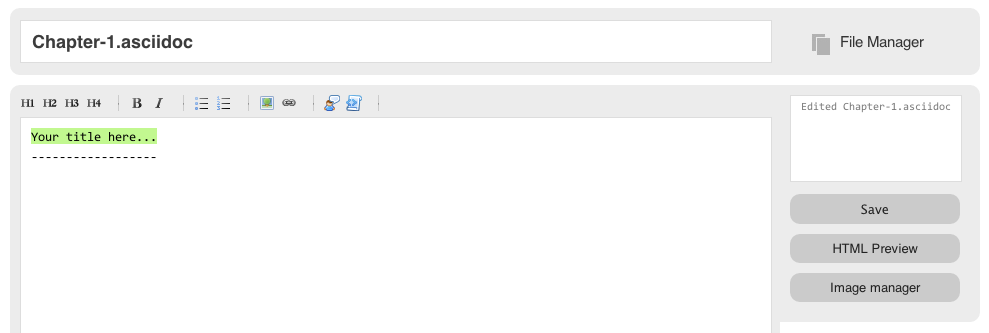 Chapter-1.asciidoc
File Manager
H1 H2 H3 H4 B I
Your title here...
------------------
Edited Chapter-1.asciidoc
Save
HTML Preview
Image manager